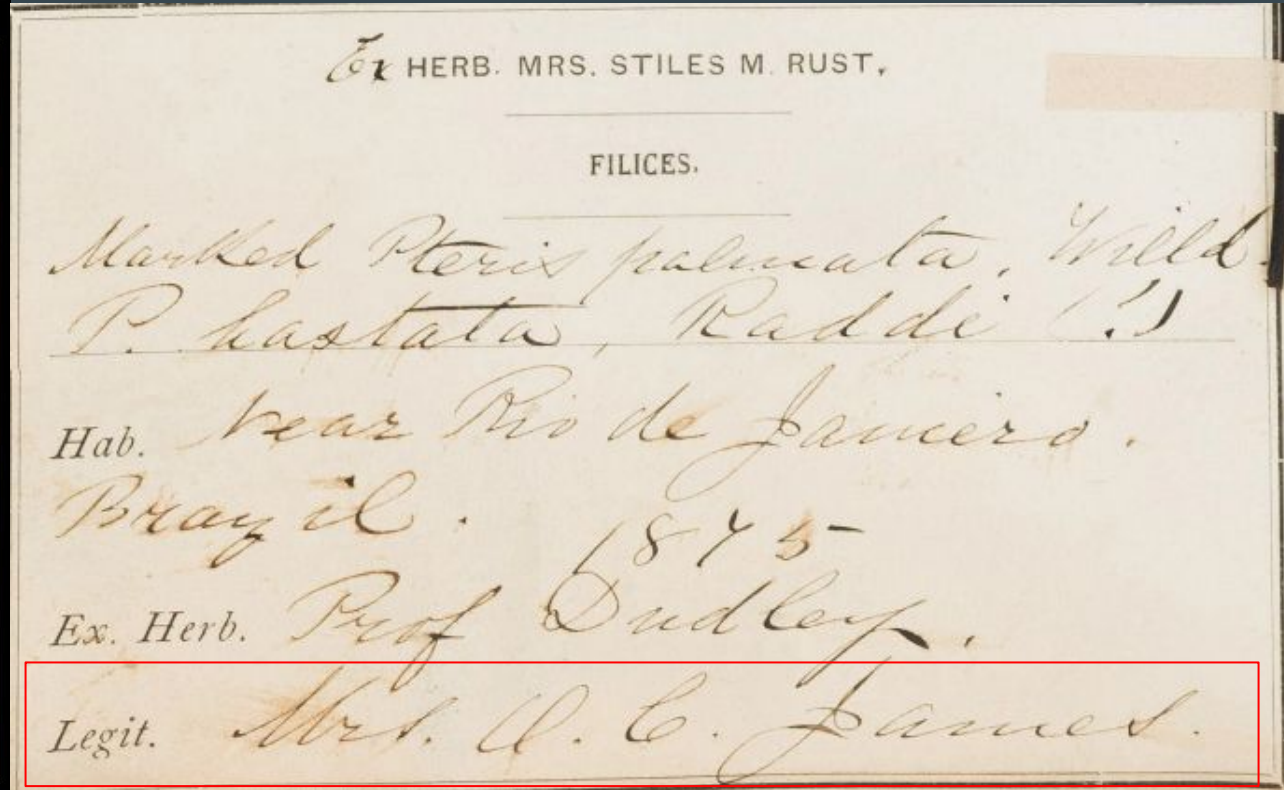 Ex HERB. MRS. STILES M. RUST.
FILICES.
Marked Pteris palmata, Willd.
P. hastata, Raddi (!)
Hab. Near Rio de Janiero.
Brazil.
1875
Ex. Herb. Prof Dudley.
Legit. Mrs. O. C. James.